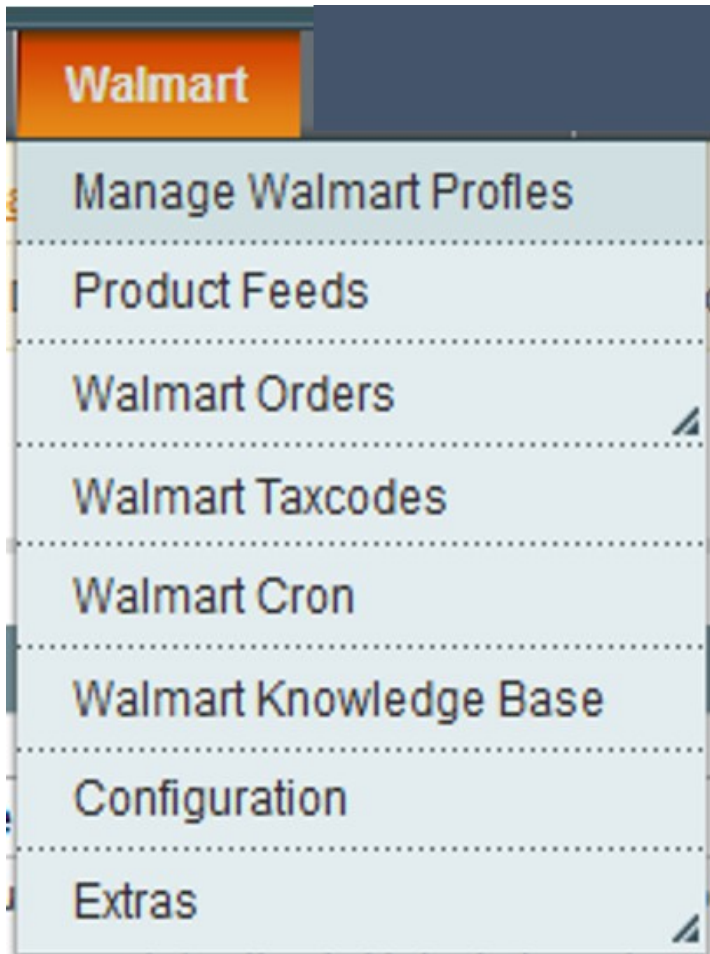 Walmart
Manage Walmart Profles
Product Feeds
Walmart Orders
Walmart Taxcodes
Walmart Cron
Walmart Knowledge Base
Configuration
Extras